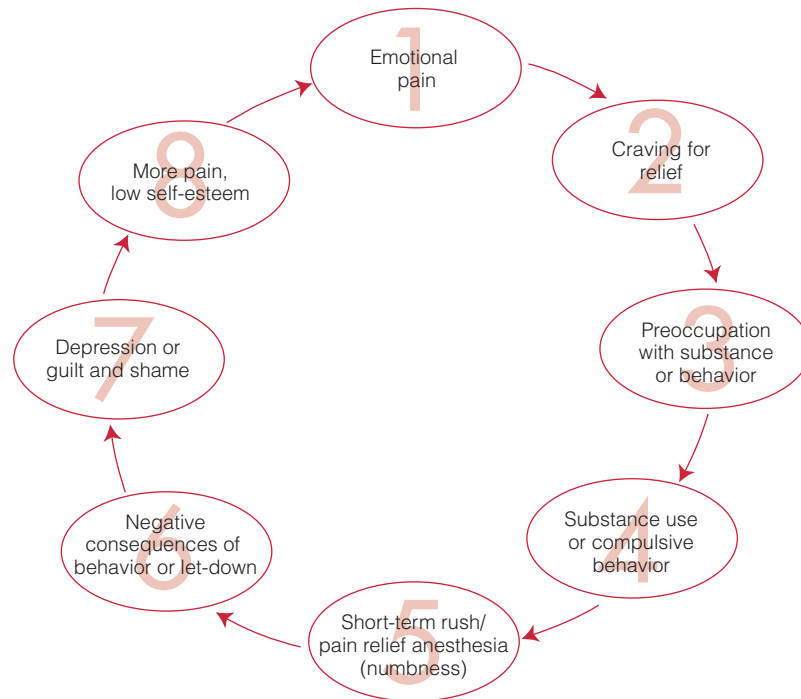 1
Emotional
pain
2
Craving for
relief
3
Preoccupation
with substance
or behavior
4
Substance use
or compulsive
behavior
5
Short-term rush/
pain relief anesthesia
(numbness)
6
Negative
consequences of
behavior or let-down
7
Depression or
guilt and shame
8
More pain,
low self-esteem